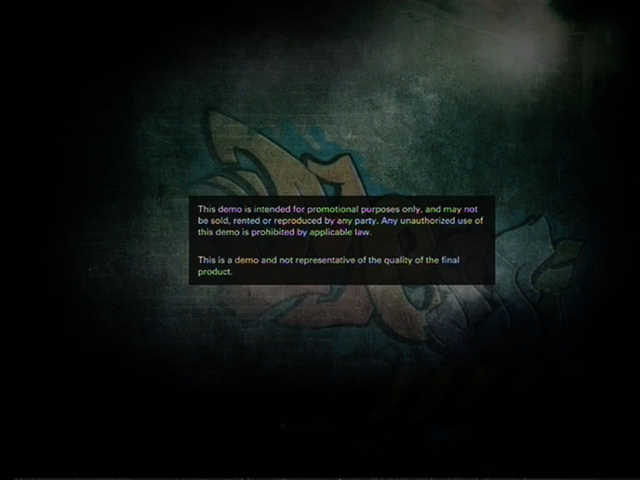 This demo is intended for promotional purposes only, and may not
be sold, rented or reproduced by any party. Any unauthorized use of
this demo is prohibited by applicable law.
This is a demo and not representative of the quality of the final
product.